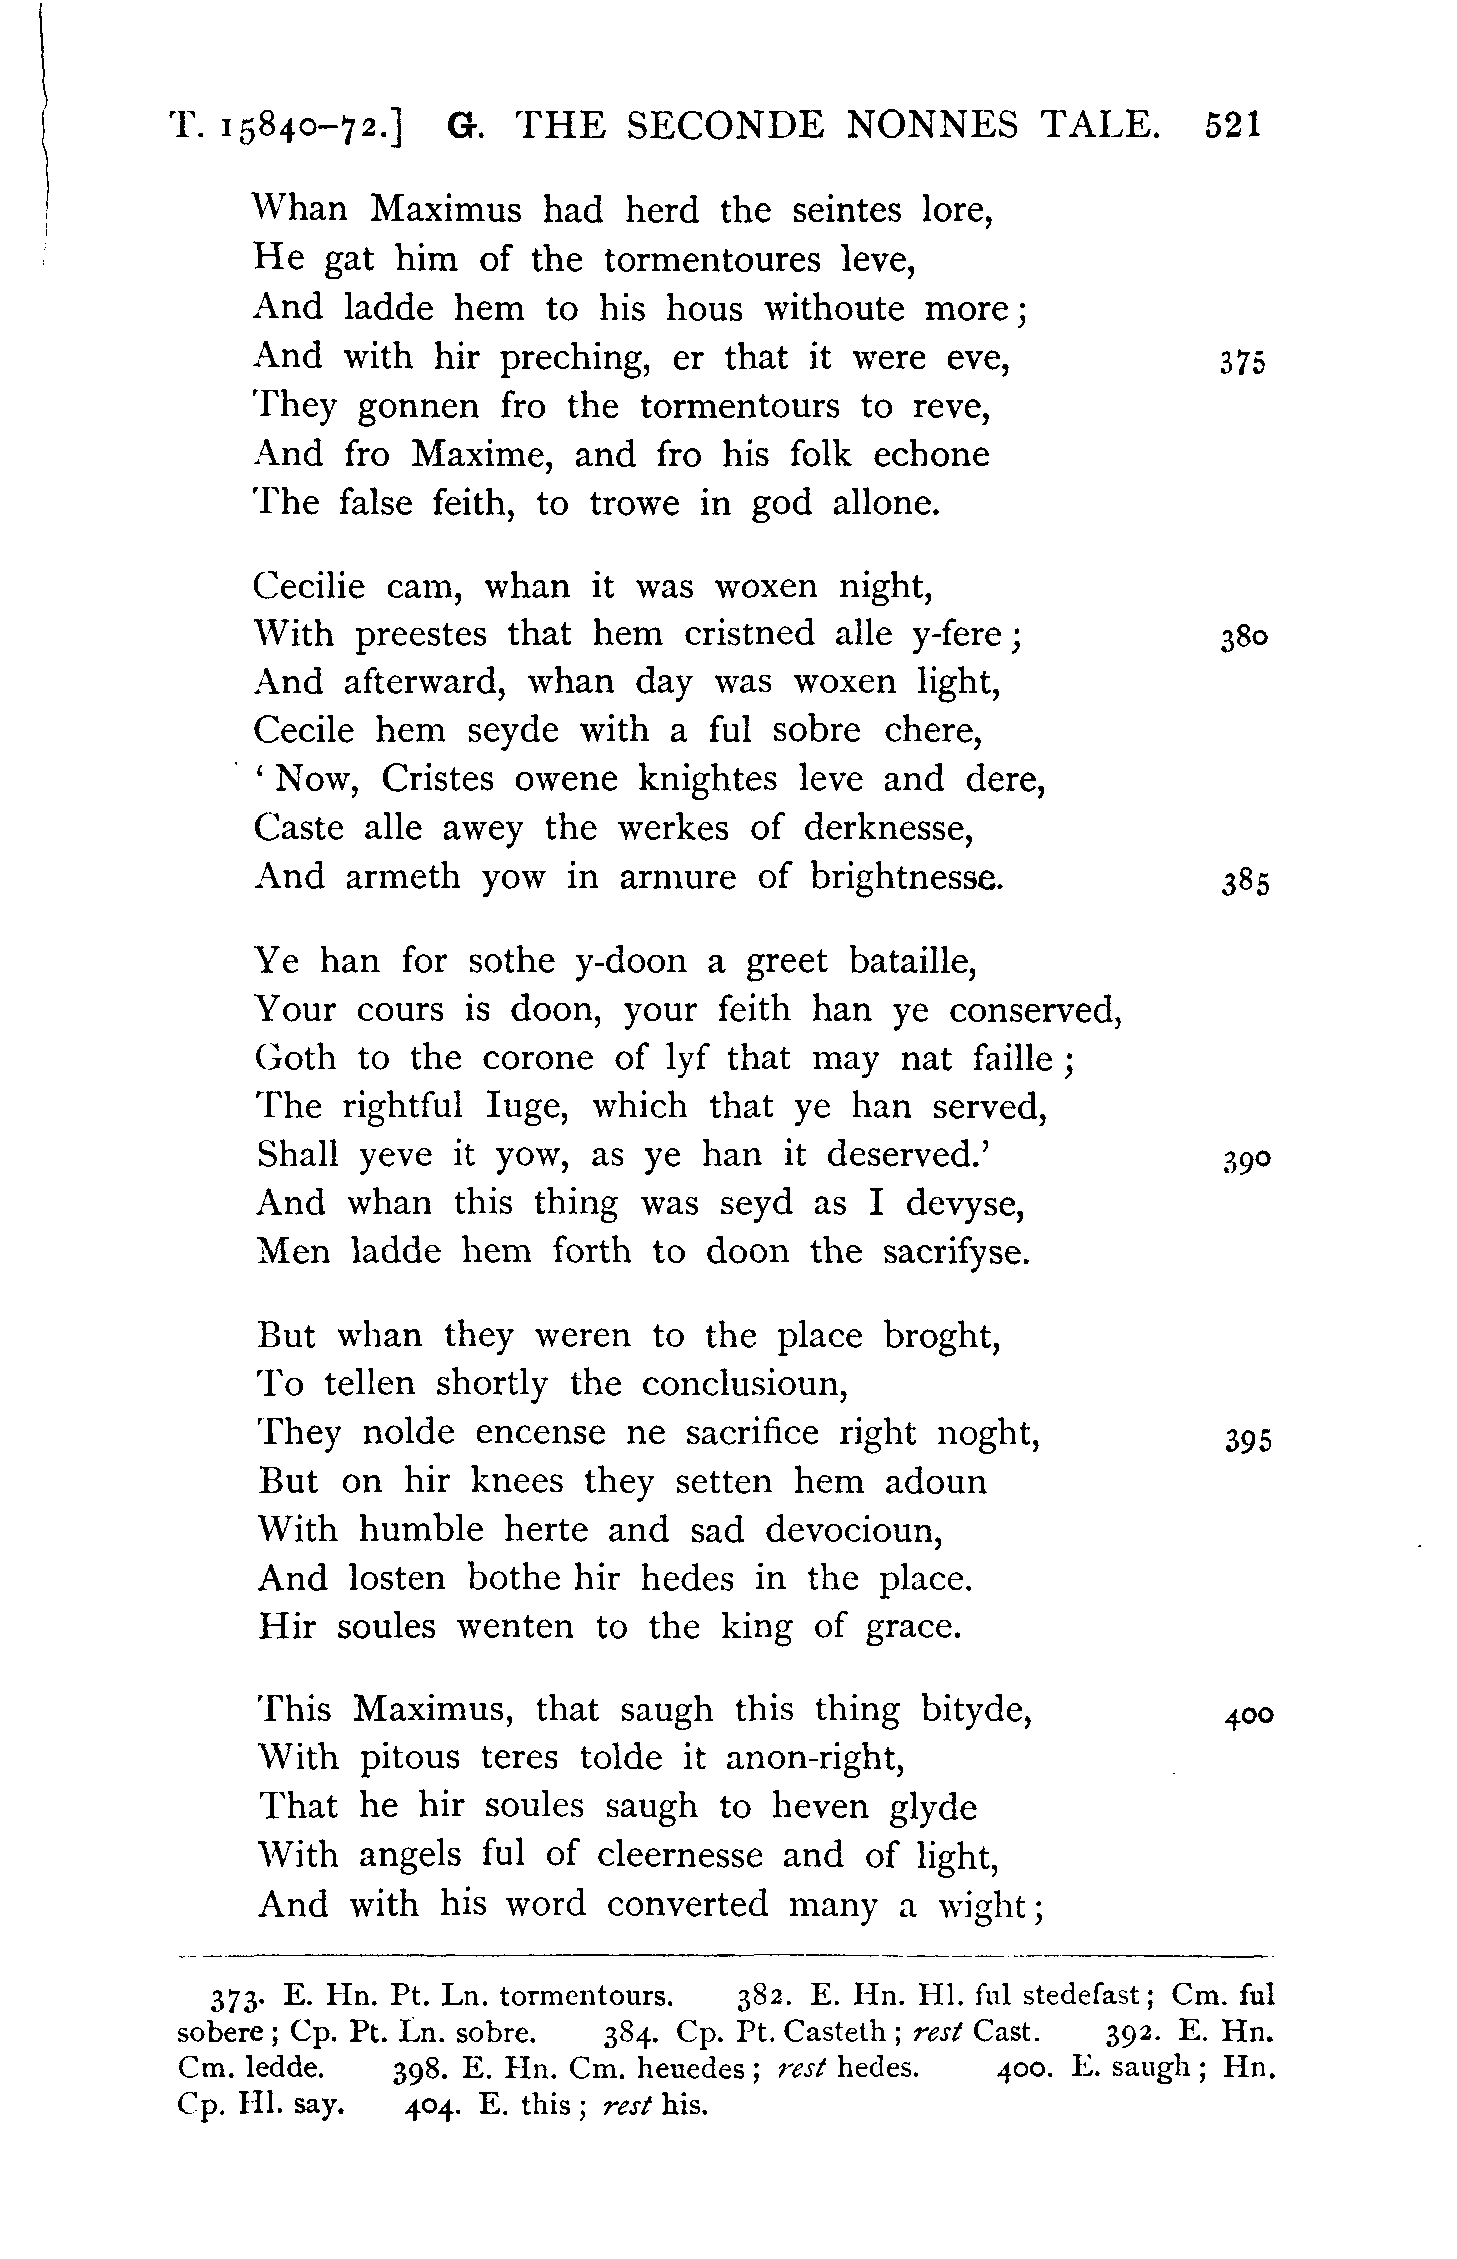 T. 15840-72.] G. THE SECONDE NONNES TALE. 521
Whan Maximus had herd the seintes lore,
He gat him of the tormentoures leve,
And ladde hem to his hous withoute more;
And with hir preching, er that it were eve, 375
They gonnen fro the tormentours to reve,
And fro Maxime, and fro his folk echone
The false feith, to trowe in god allone.
Cecilie cam, whan it was woxen night,
With preestes that hem cristned alle y-fere; 380
And afterward, whan day was woxen light,
Cecile hem seyde with a ful sobre chere,
‘Now, Cristes owene knightes leve and dere,
Caste alle awey the werkes of derknesse,
And armeth yow in armure of brightnesse. 385
Ye han for sothe y-doon a greet bataille,
Your cours is doon, your feith han ye conserved,
Goth to the corone of lyf that may nat faille;
The rightful Iuge, which that ye han served,
Shall yeve it yow, as ye han it deserved.’ 390
And whan this thing was seyd as I devyse,
Men ladde hem forth to doon the sacrifyse.
But whan they weren to the place broght,
To tellen shortly the conclusioun,
They nolde encense ne sacrifice right noght, 395
But on hir knees they setten hem adoun
With humble herte and sad devocioun,
And losten bothe hir hedes in the place.
Hir soules wenten to the king of grace.
This Maximus, that saugh this thing bityde, 400
With pitous teres tolde it anon-right,
That he hir soules saugh to heven glyde
With angels ful of cleernesse and of light,
And with his word converted many a wight;
373. E. Hn. Pt. Ln. tormentours. 382. E. Hn. Hl. ful stedefast; Cm. ful
sobere; Cp. Pt. Ln. sobre. 384. Cp. Pt. Casteth; rest Cast. 392. E. Hn.
Cm. ledde. 398. E. Hn. Cm. heuedes; rest hedes. 400. E. saugh; Hn.
Cp. Hl. say. 404. E. this; rest his.